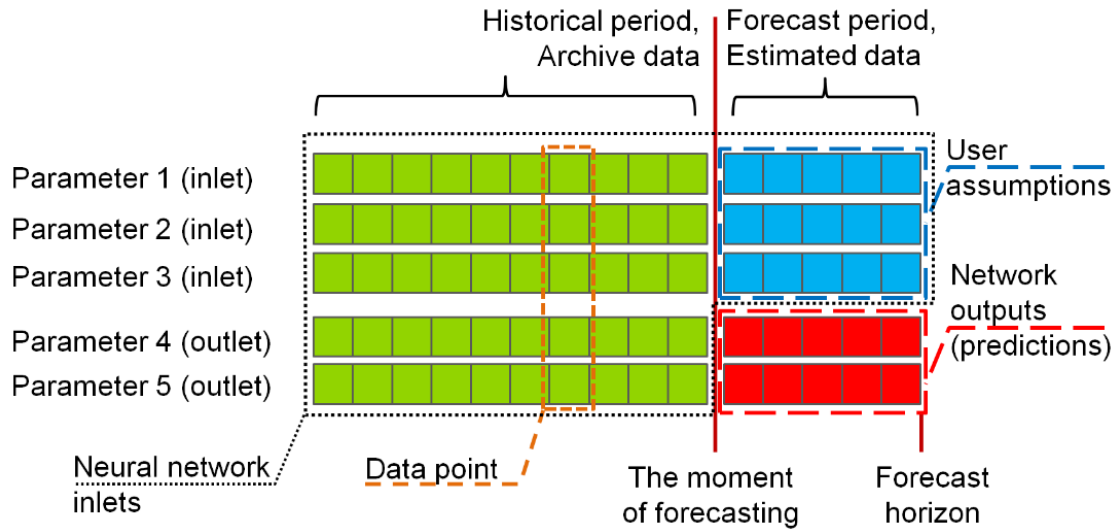 Historical period,
Archive data
Forecast period,
Estimated data
Parameter 1 (inlet)
Parameter 2 (inlet)
Parameter 3 (inlet)
Parameter 4 (outlet)
Parameter 5 (outlet)
User
assumptions
Network
outputs
(predictions)
Neural network
inlets
Data point
The moment
of forecasting
Forecast
horizon